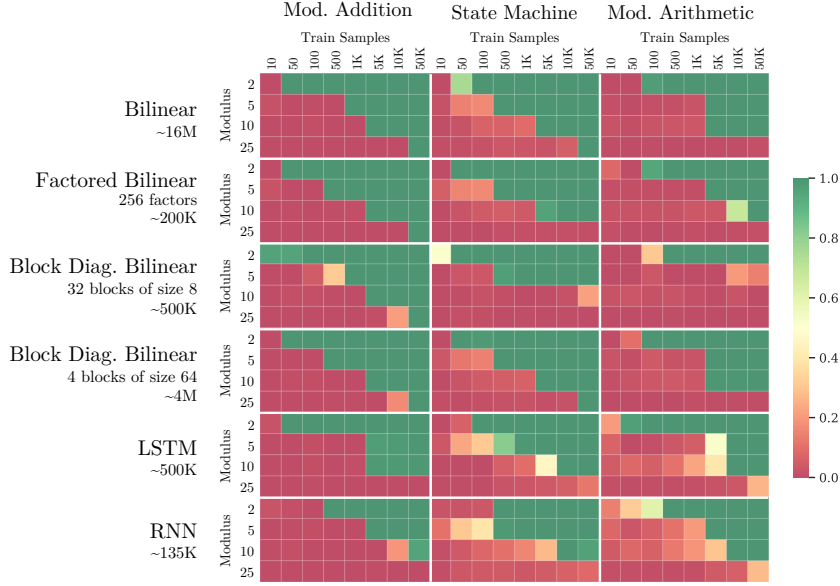 Mod. Addition State Machine Mod. Arithmetic
Train Samples Train Samples Train Samples
10 50 100 500 1K 5K 10K 50K 10 50 100 500 1K 5K 10K 50K 10 50 100 500 1K 5K 10K 50K
Bilinear
~16M
Modulus
2
5
10
25
Factored Bilinear
256 factors
~200K
Modulus
2
5
10
25
Block Diag. Bilinear
32 blocks of size 8
~500K
Modulus
2
5
10
25
Block Diag. Bilinear
4 blocks of size 64
~4M
Modulus
2
5
10
25
LSTM
~500K
Modulus
2
5
10
25
RNN
~135K
Modulus
2
5
10
25
1.0
0.8
0.6
0.4
0.2
0.0